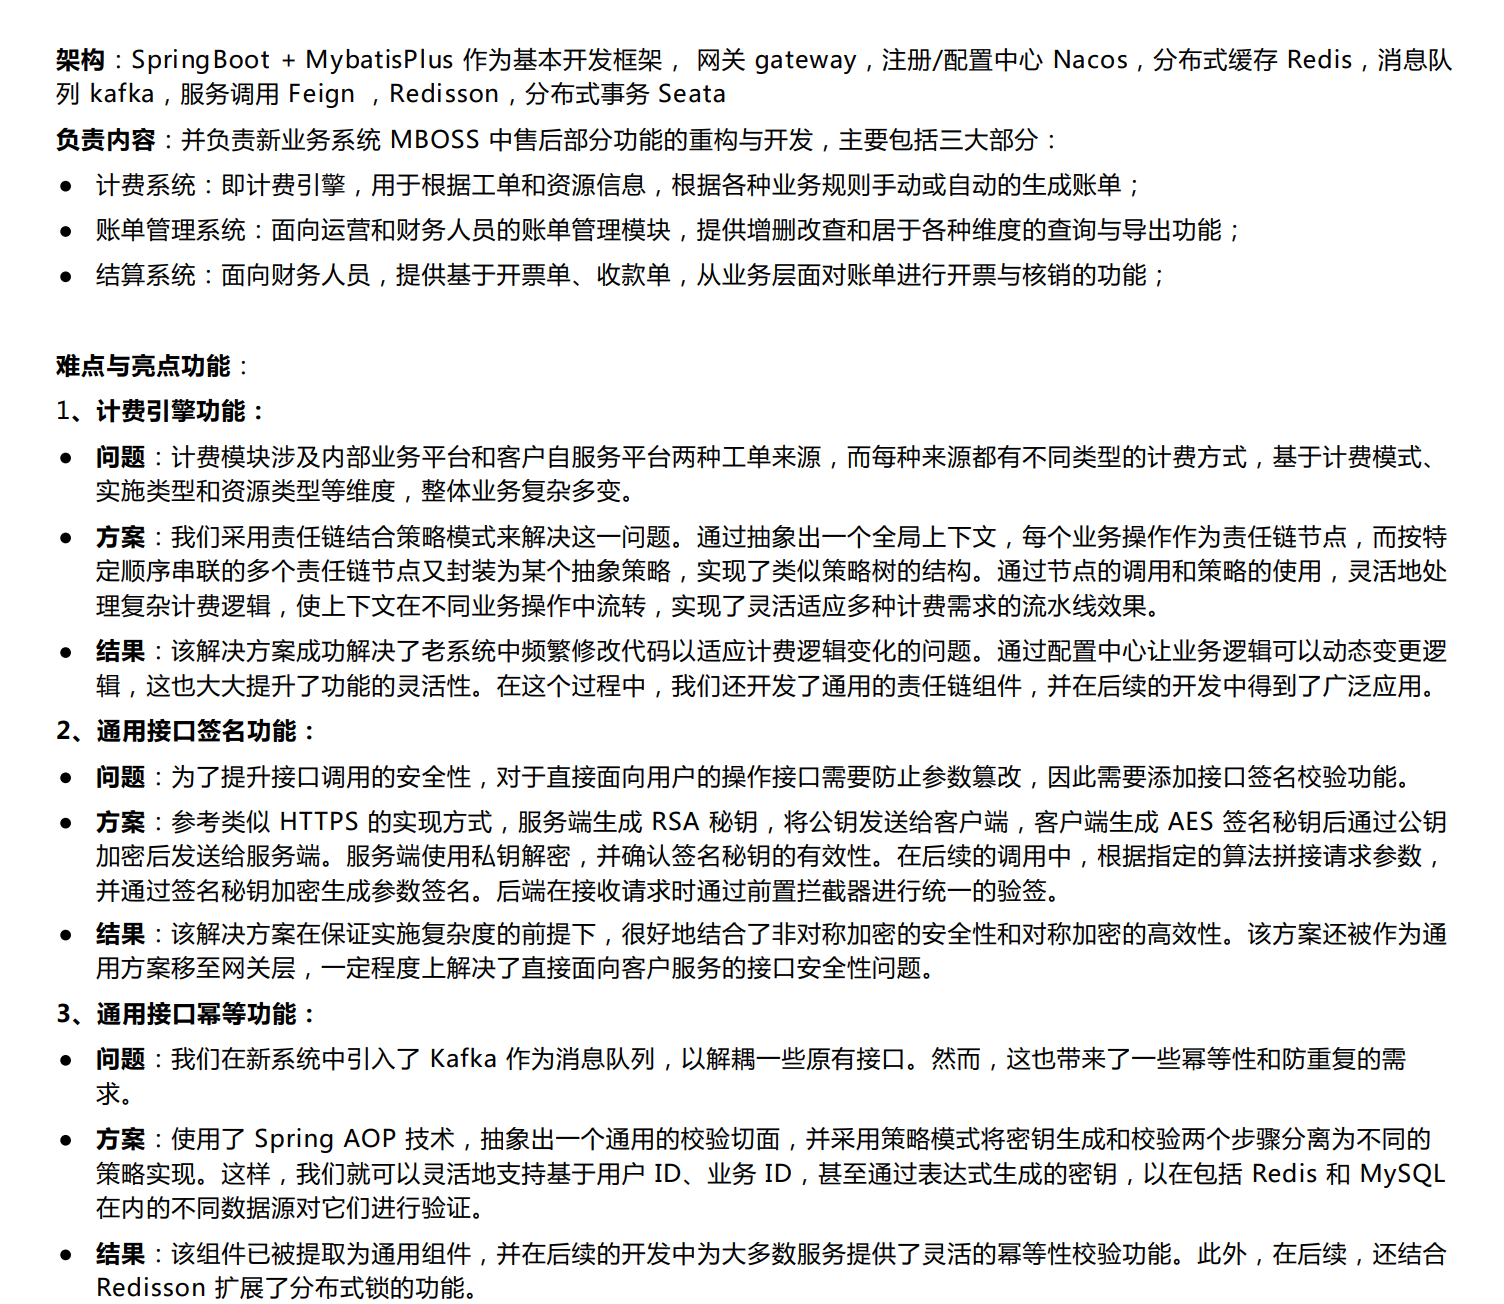 架构：SpringBoot + MybatisPlus 作为基本开发框架， 网关 gateway，注册/配置中心 Nacos，分布式缓存 Redis，消息队
列 kafka，服务调用 Feign ，Redisson，分布式事务 Seata
负责内容：并负责新业务系统 MBOSS 中售后部分功能的重构与开发，主要包括三大部分：
● 计费系统：即计费引擎，用于根据工单和资源信息，根据各种业务规则手动或自动的生成账单；
● 账单管理系统：面向运营和财务人员的账单管理模块，提供增删改查和居于各种维度的查询与导出功能；
● 结算系统：面向财务人员，提供基于开票单、收款单，从业务层面对账单进行开票与核销的功能；
难点与亮点功能：
1、计费引擎功能：
● 问题：计费模块涉及内部业务平台和客户自服务平台两种工单来源，而每种来源都有不同类型的计费方式，基于计费模式、
实施类型和资源类型等维度，整体业务复杂多变。
● 方案：我们采用责任链结合策略模式来解决这一问题。通过抽象出一个全局上下文，每个业务操作作为责任链节点，而按特
定顺序串联的多个责任链节点又封装为某个抽象策略，实现了类似策略树的结构。通过节点的调用和策略的使用，灵活地处
理复杂计费逻辑，使上下文在不同业务操作中流转，实现了灵活适应多种计费需求的流水线效果。
● 结果：该解决方案成功解决了老系统中频繁修改代码以适应计费逻辑变化的问题。通过配置中心让业务逻辑可以动态变更逻
辑，这也大大提升了功能的灵活性。在这个过程中，我们还开发了通用的责任链组件，并在后续的开发中得到了广泛应用。
2、通用接口签名功能：
● 问题：为了提升接口调用的安全性，对于直接面向用户的操作接口需要防止参数篡改，因此需要添加接口签名校验功能。
● 方案：参考类似 HTTPS 的实现方式，服务端生成 RSA 秘钥，将公钥发送给客户端，客户端生成 AES 签名秘钥后通过公钥
加密后发送给服务端。服务端使用私钥解密，并确认签名秘钥的有效性。在后续的调用中，根据指定的算法拼接请求参数，
并通过签名秘钥加密生成参数签名。后端在接收请求时通过前置拦截器进行统一的验签。
● 结果：该解决方案在保证实施复杂度的前提下，很好地结合了非对称加密的安全性和对称加密的高效性。该方案还被作为通
用方案移至网关层，一定程度上解决了直接面向客户服务的接口安全性问题。
3、通用接口幂等功能：
● 问题：我们在新系统中引入了 Kafka 作为消息队列，以解耦一些原有接口。然而，这也带来了一些幂等性和防重复的需
求。
● 方案：使用了 Spring AOP 技术，抽象出一个通用的校验切面，并采用策略模式将密钥生成和校验两个步骤分离为不同的
策略实现。这样，我们就可以灵活地支持基于用户 ID、业务 ID，甚至通过表达式生成的密钥，以在包括 Redis 和 MySQL
在内的不同数据源对它们进行验证。
● 结果：该组件已被提取为通用组件，并在后续的开发中为大多数服务提供了灵活的幂等性校验功能。此外，在后续，还结合
Redisson 扩展了分布式锁的功能。